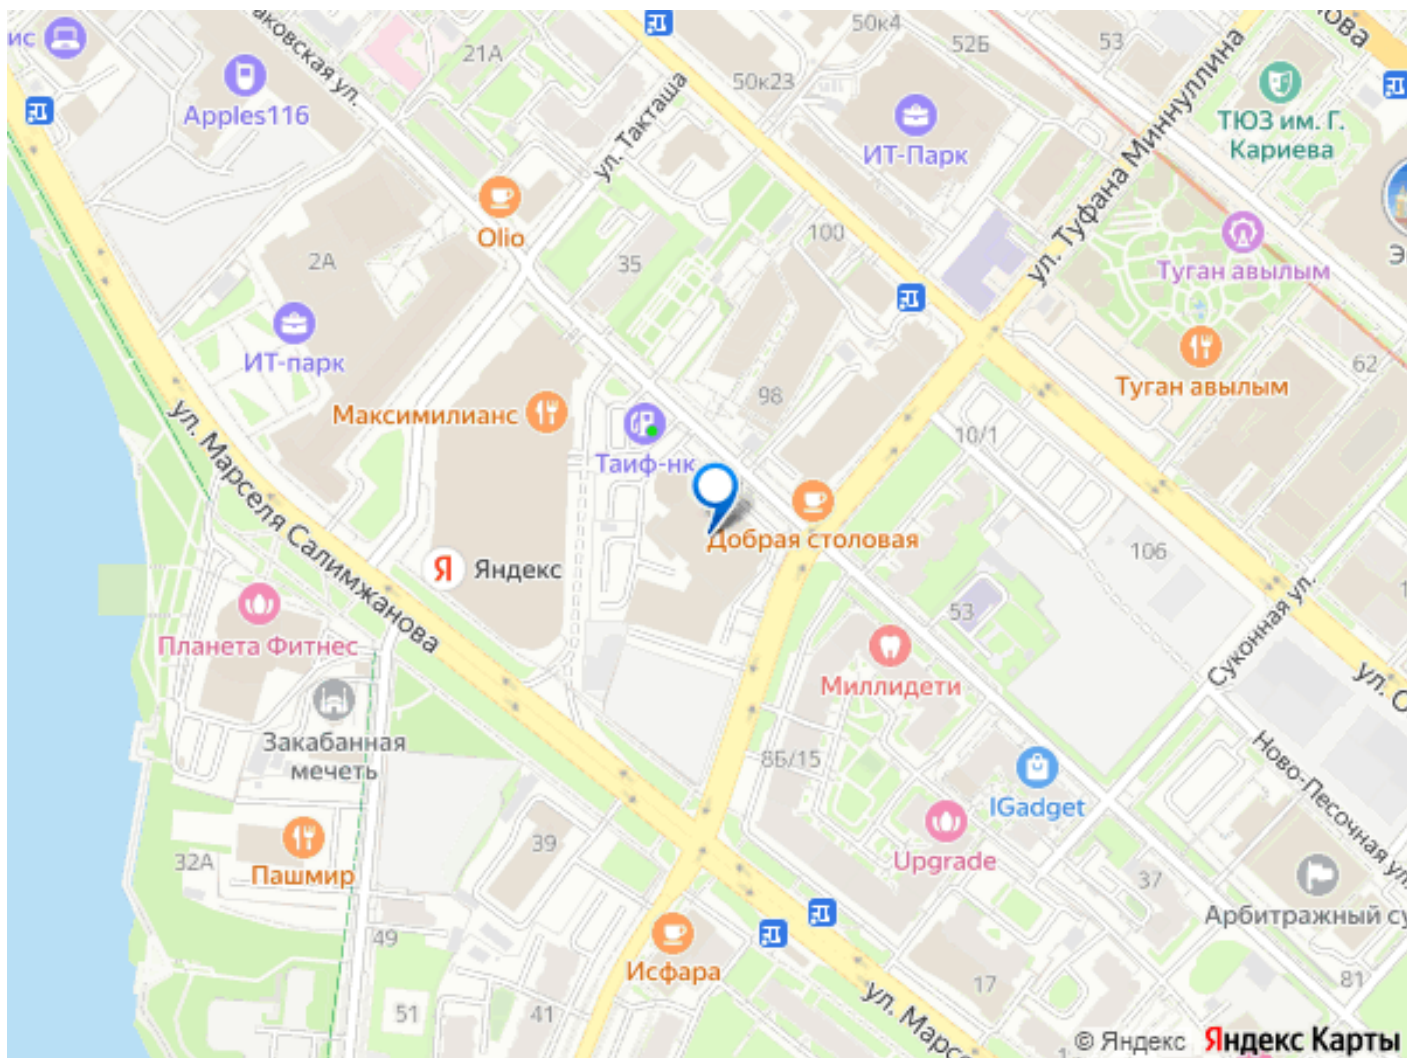 ис
Apples116
аковская ул.
21А
50к4
52Б
53
50к23
ул. Такташа
ИТ-Парк
ул. Туфана Миннуллина
ТЮЗ им. Г.
Кариева
нова
Olio
2А
35
100
Туган авылым
Э
ИТ-парк
Максимилианс
Таиф-нк
98
10/1
Туган авылым
62
ул. Марселя Салимжанова
Яндекс
Добрая столовая
106
53
Суконная ул.
Планета Фитнес
Закабанная
мечеть
Миллидети
8Б/15
IGadget
Upgrade
ул. О
Ново-Песочная ул.
32А
Пашмир
39
37
Арбитражный су
49
51
41
Исфара
17
81
ул. Марс
© Яндекс Яндекс Карты